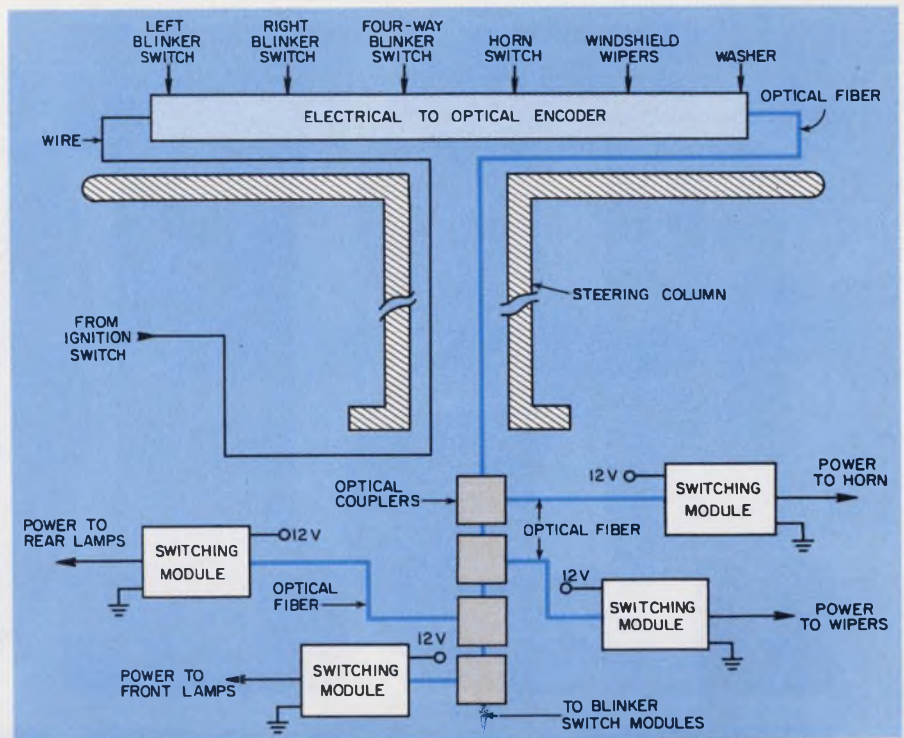 LEFT
BLINKER
SWITCH
RIGHT
BLINKER
SWITCH
FOUR-WAY
BLINKER
SWITCH
HORN
SWITCH
WINDSHIELD
WIPERS
WASHER
ELECTRICAL TO OPTICAL ENCODER
OPTICAL FIBER
WIRE
STEERING COLUMN
FROM
IGNITION
SWITCH
OPTICAL
COUPLERS
12V
SWITCHING
MODULE
POWER
TO HORN
OPTICAL FIBER
POWER TO
REAR LAMPS
SWITCHING
MODULE
12V
OPTICAL
FIBER
12V
SWITCHING
MODULE
POWER
TO WIPERS
12V
SWITCHING
MODULE
POWER TO
FRONT LAMPS
TO BLINKER
SWITCH MODULES